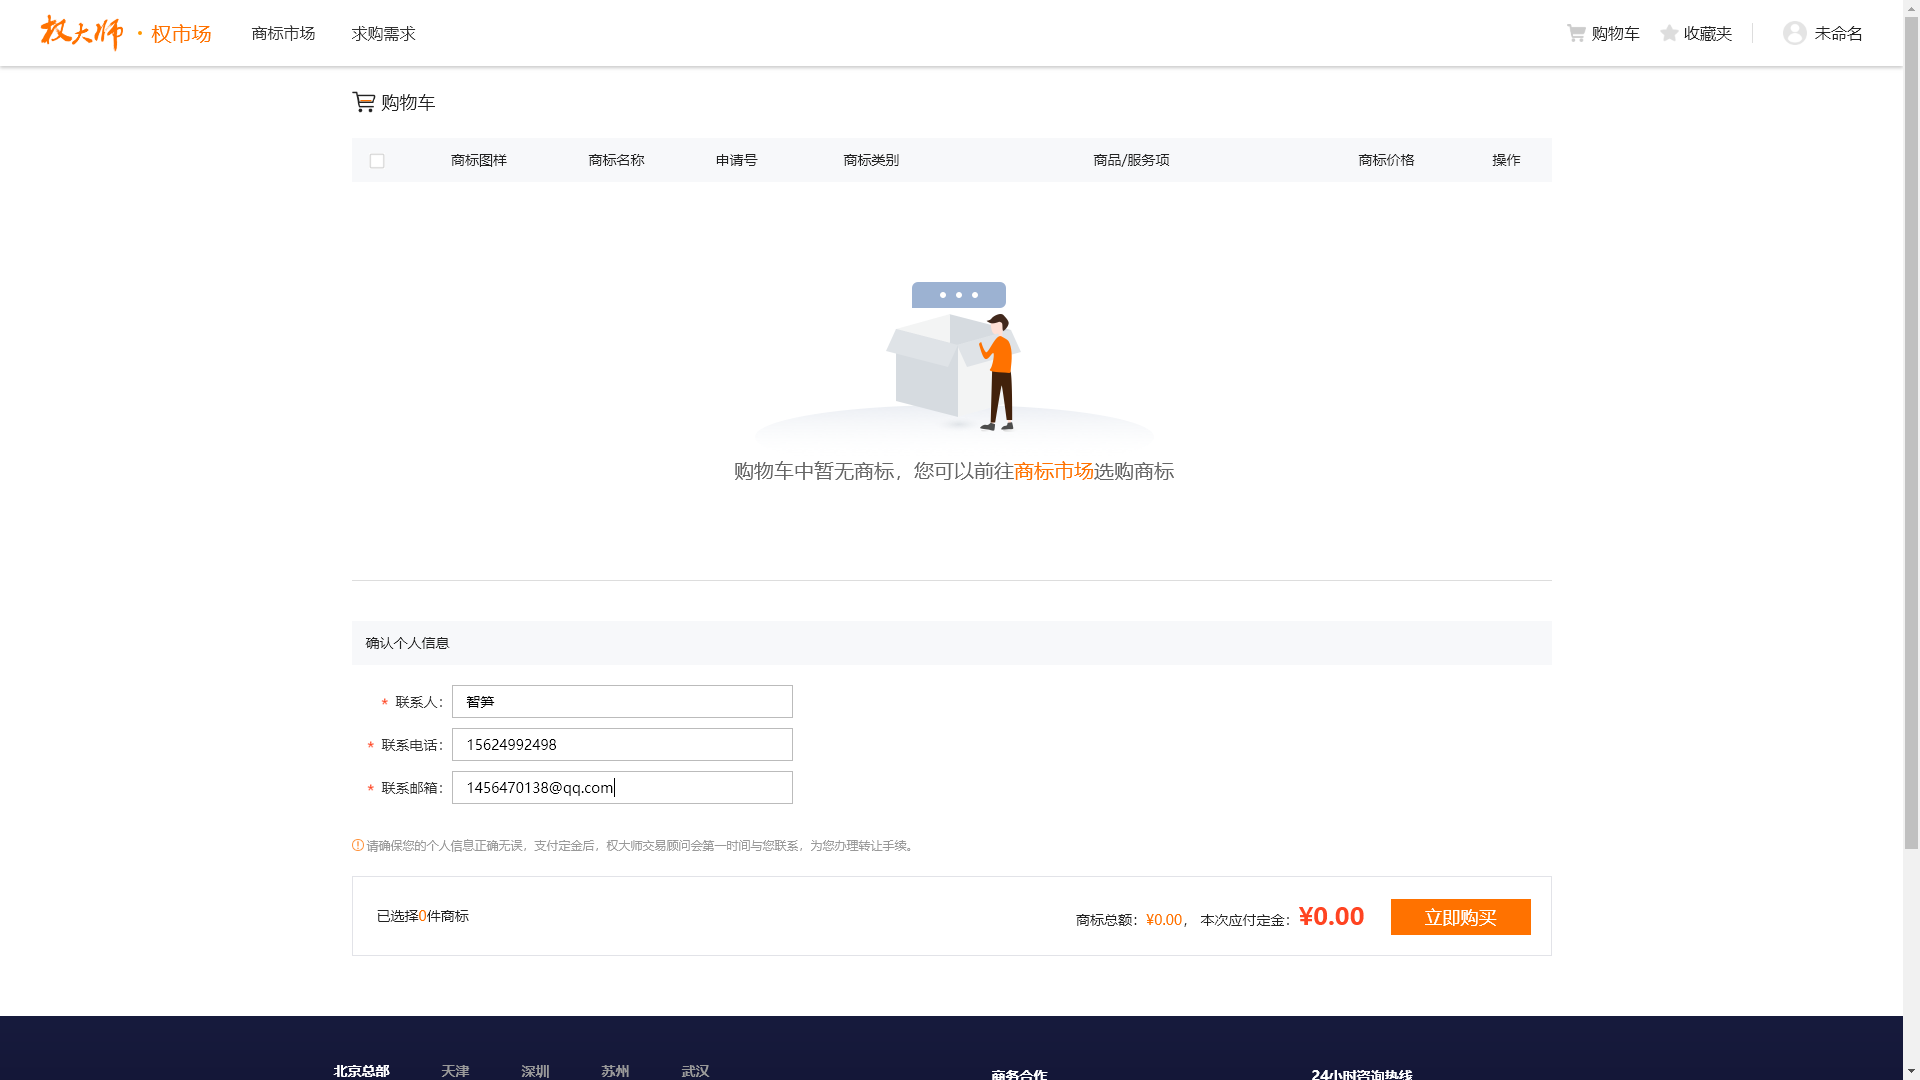 权大师 · 权市场 商标市场 求购需求 购物车 收藏夹 未命名
购物车
商标图样 商标名称 申请号 商标类别 商品/服务项 商标价格 操作
购物车中暂无商标，您可以前往商标市场选购商标
确认个人信息
* 联系人： 智笋
* 联系电话： 15624992498
* 联系邮箱： 1456470138@qq.com
请确保您的个人信息正确无误，支付定金后，权大师交易顾问会第一时间与您联系，为您办理转让手续。
已选择0件商标 商标总额：¥0.00， 本次应付定金：¥0.00 立即购买
北京总部 天津 深圳 苏州 武汉 商务合作 24小时咨询热线